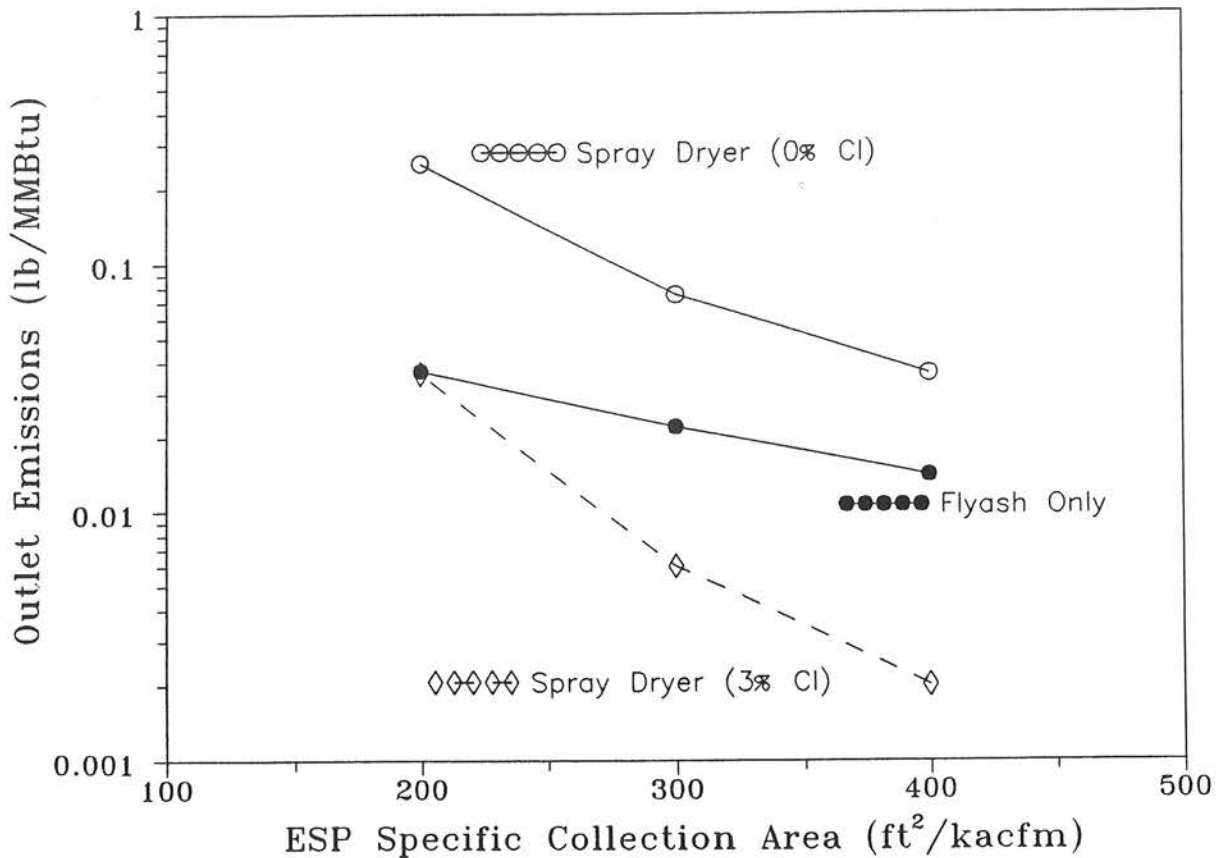 1
0.1
0.01
0.001
Outlet Emissions (lb/MMBtu)
Spray Dryer (0% Cl)
Flyash Only
Spray Dryer (3% Cl)
100
200
300
400
500
ESP Specific Collection Area (ft²/kacfm)